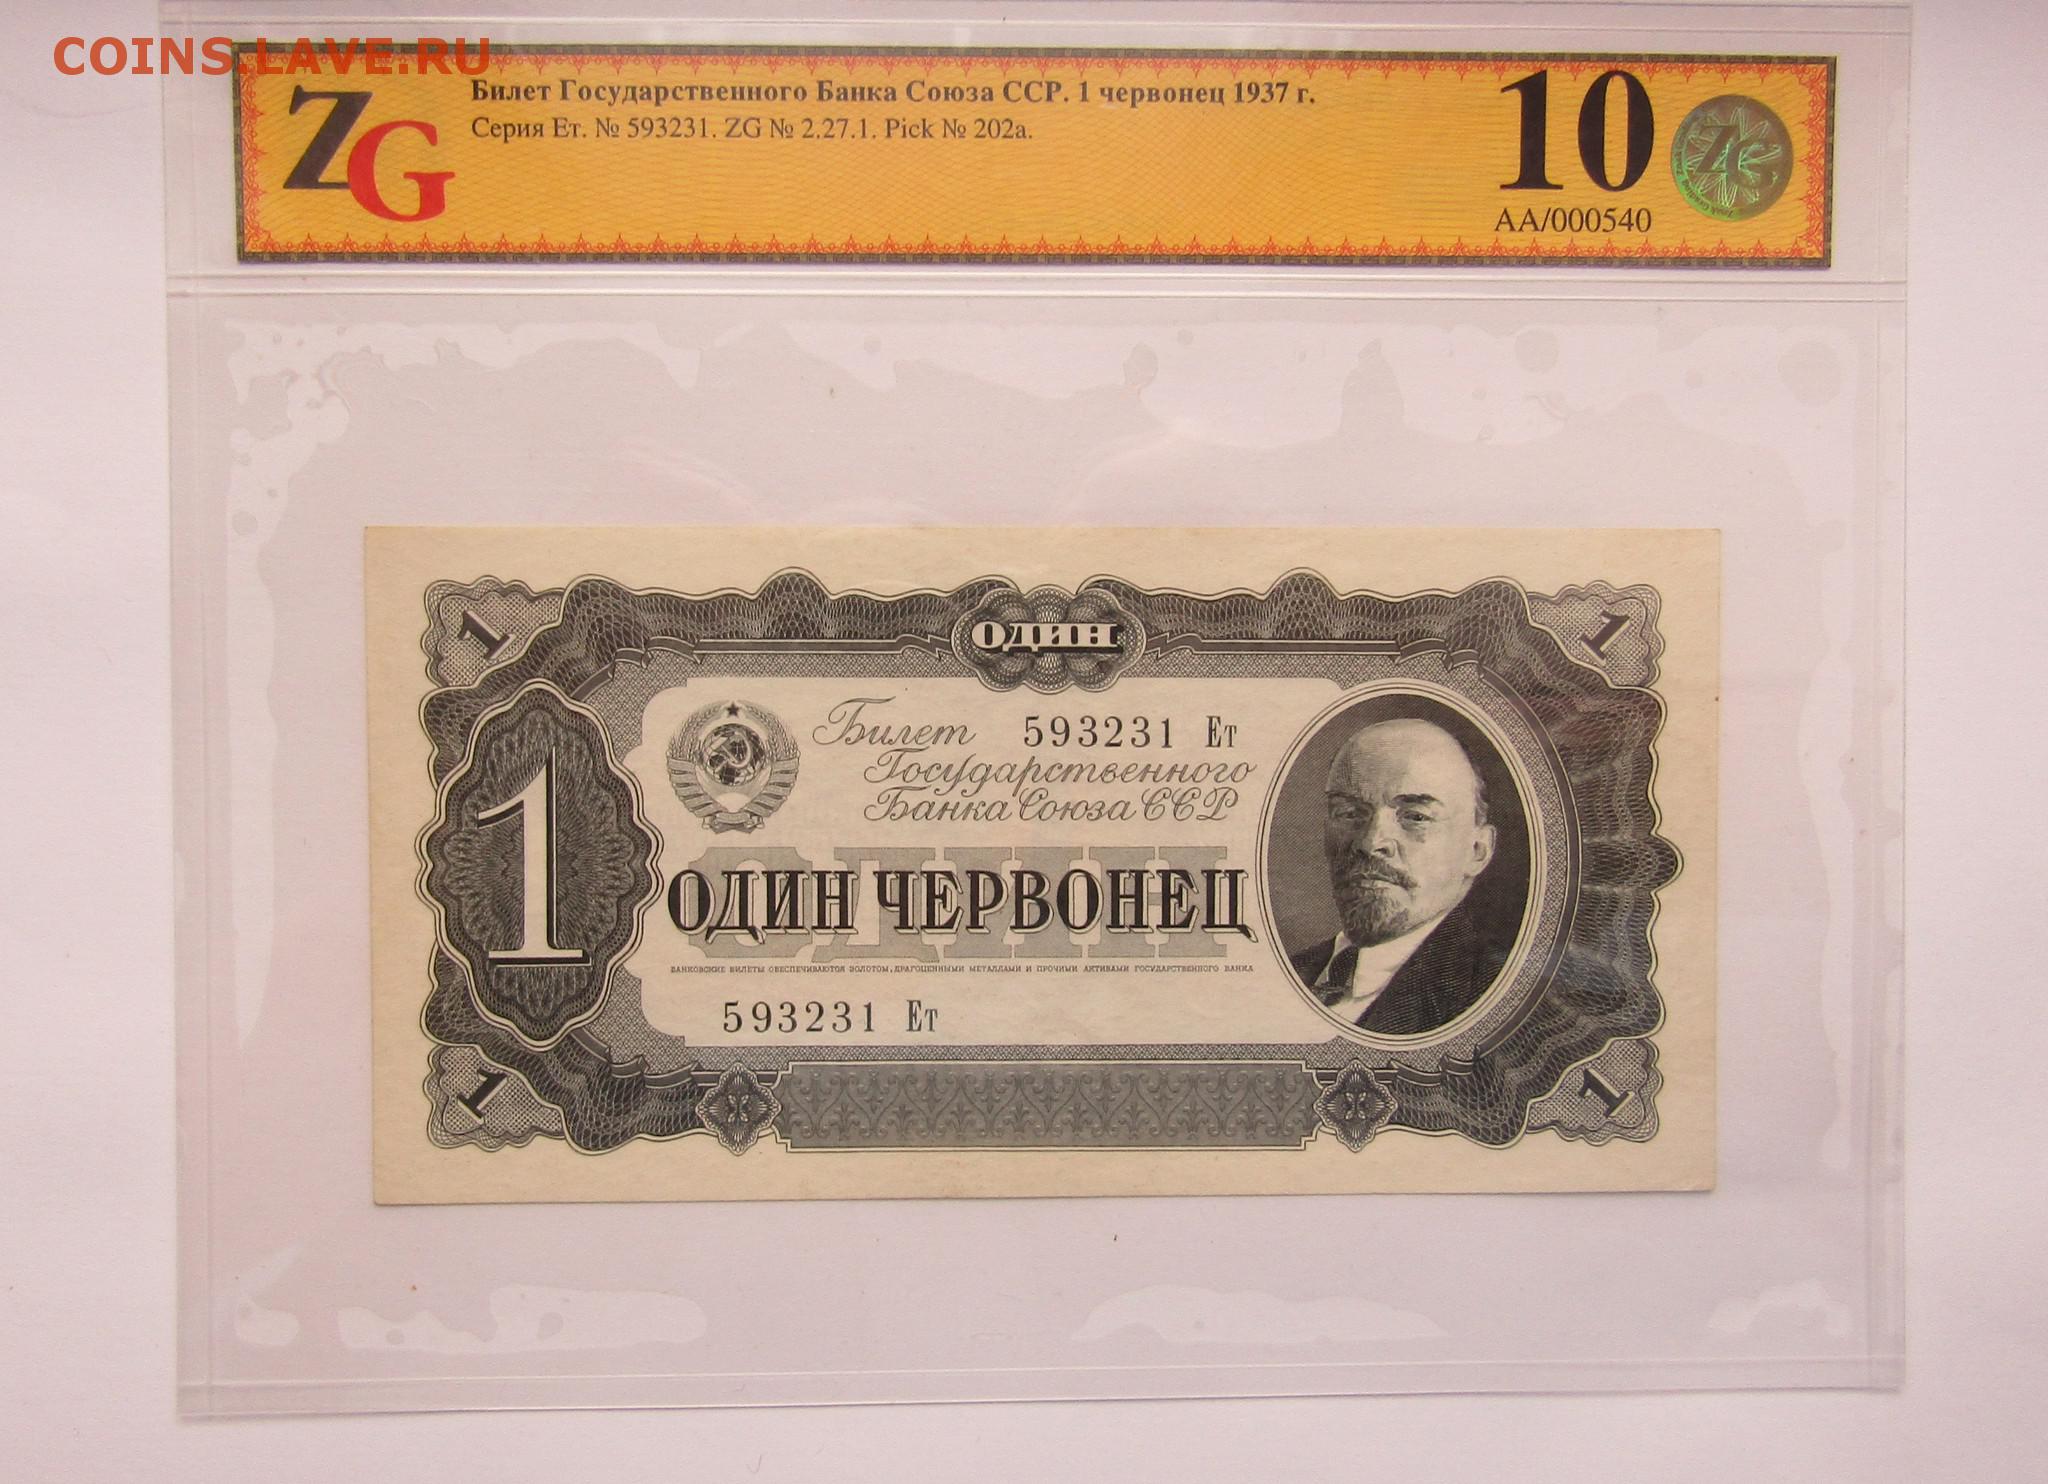 COINS.LAVE.RU
ZG
Билет Государственного Банка Союза ССР. 1 червонец 1937 г.
Серия Ет. № 593231. ZG № 2.27.1. Pick № 202a.
10
AA/000540
ZG
1
ОДИН
1
Билет 593231 Ет
Государственного
Банка Союза ССР
1
ОДИН
ОДИН ЧЕРВОНЕЦ
БАНКОВСКИЕ БИЛЕТЫ ОБЕСПЕЧИВАЮТСЯ ЗОЛОТОМ, ДРАГОЦЕННЫМИ МЕТАЛЛАМИ И ПРОЧИМИ АКТИВАМИ ГОСУДАРСТВЕННОГО БАНКА
593231 Ет
1
1